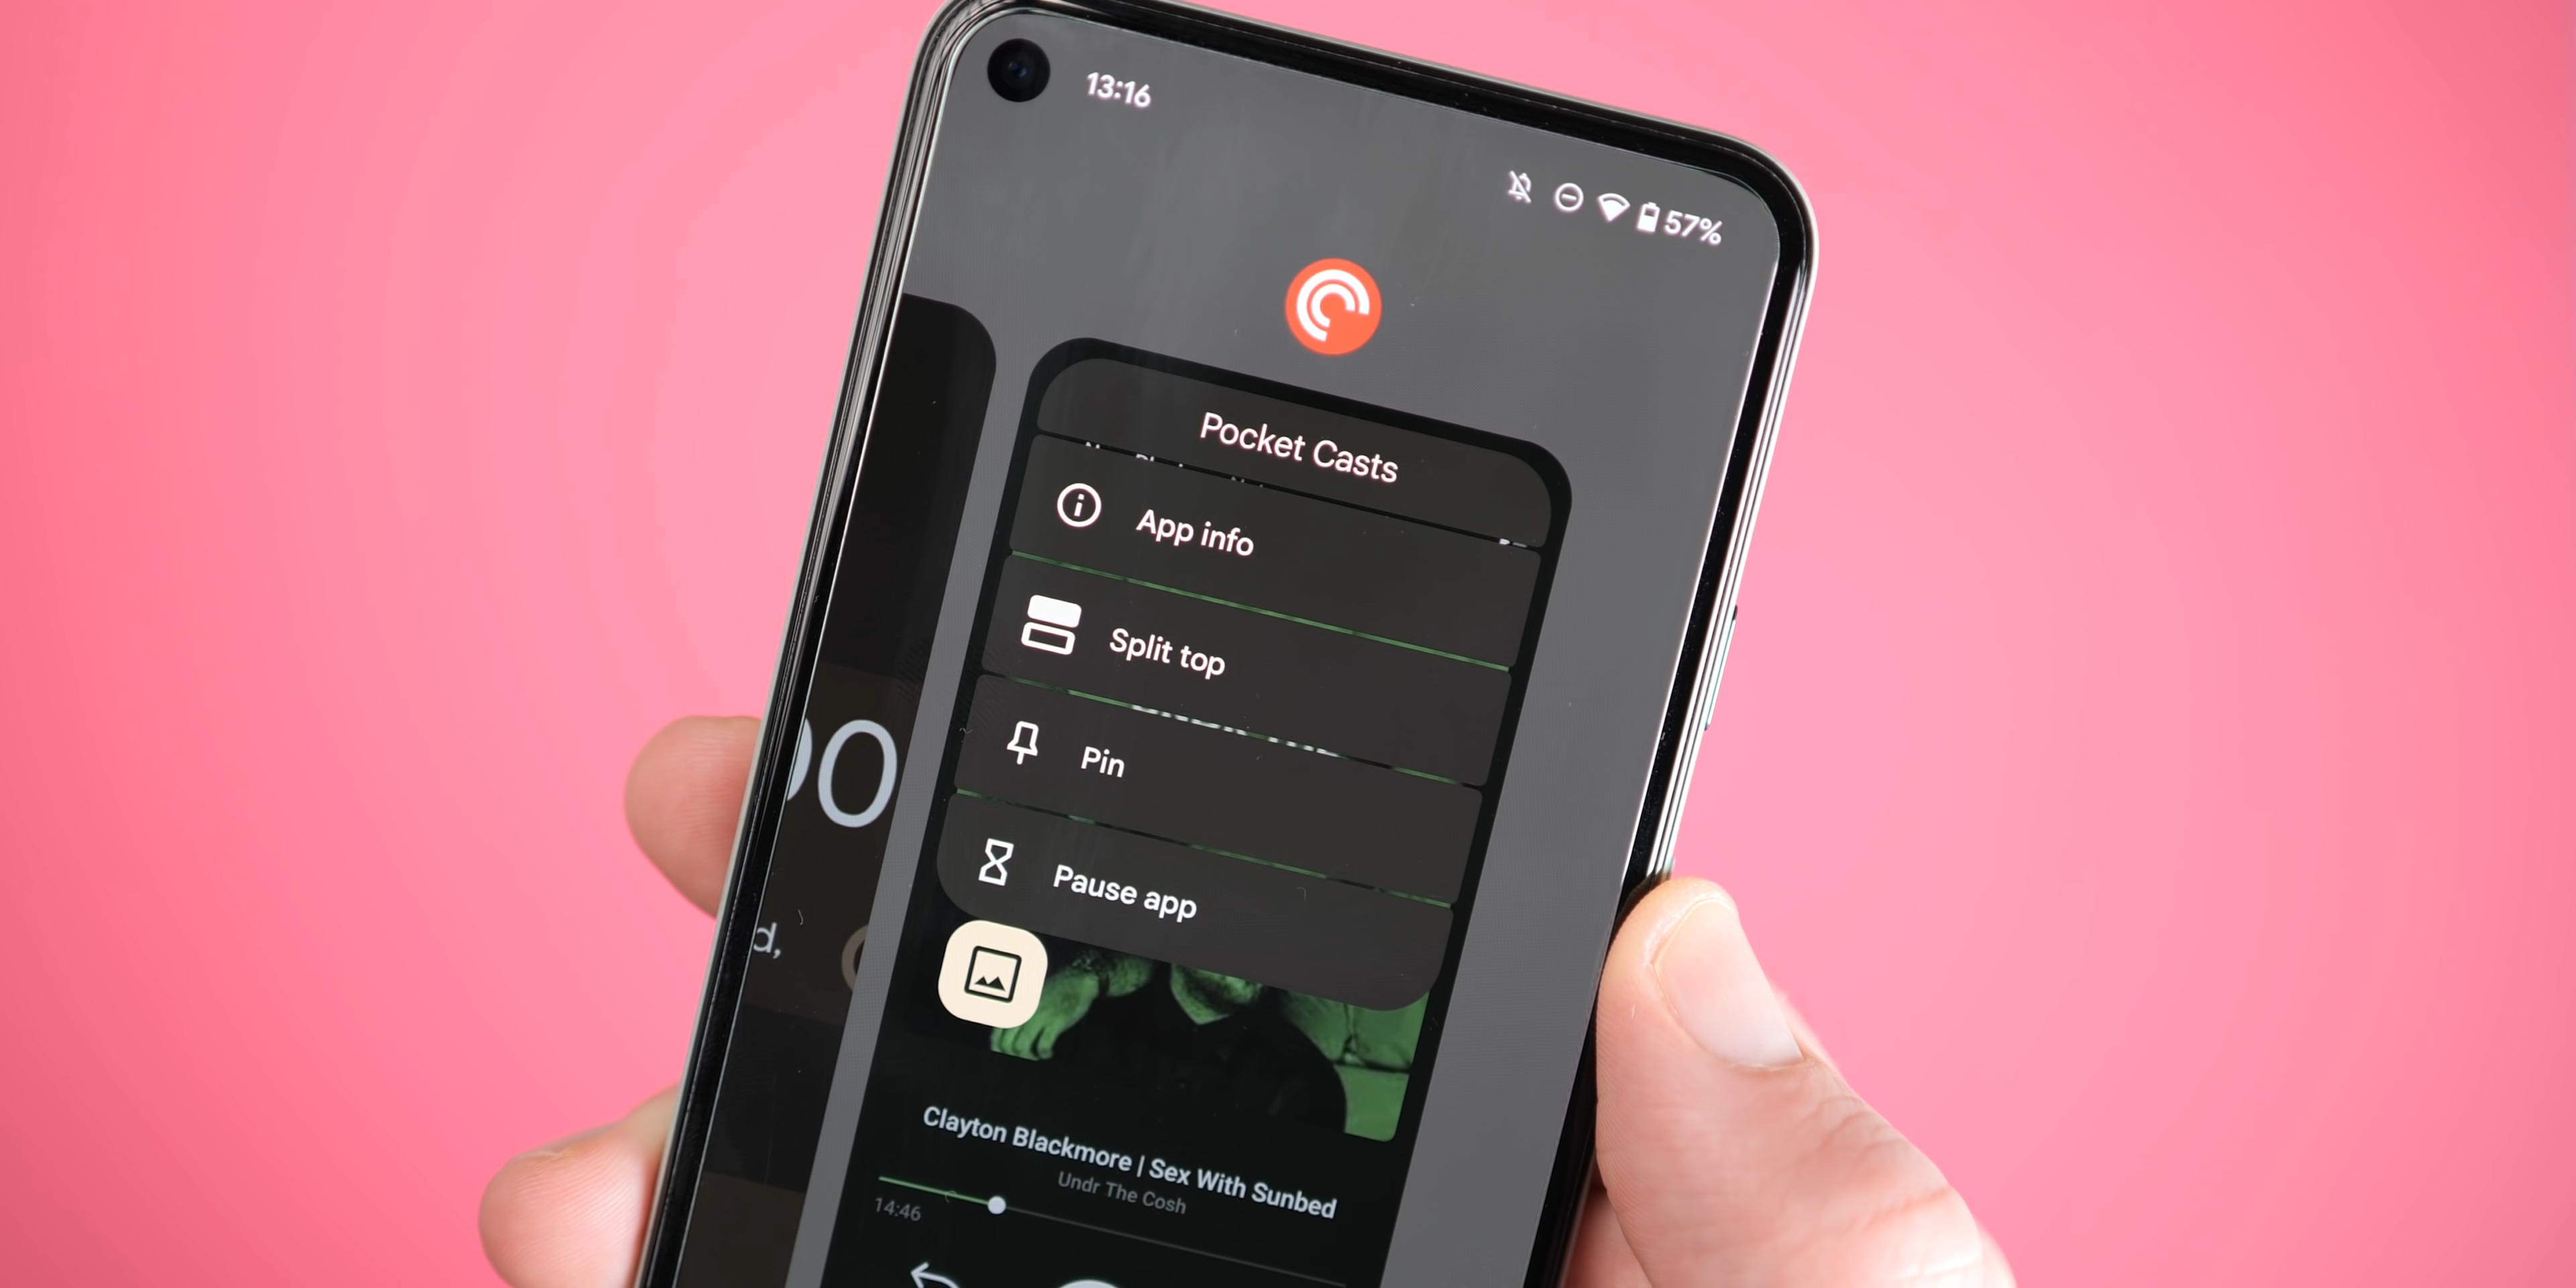 13:16
57%
Pocket Casts
App info
Split top
Pin
Pause app
00
d,
Clayton Blackmore | Sex With Sunbed
Undr The Cosh
14:46